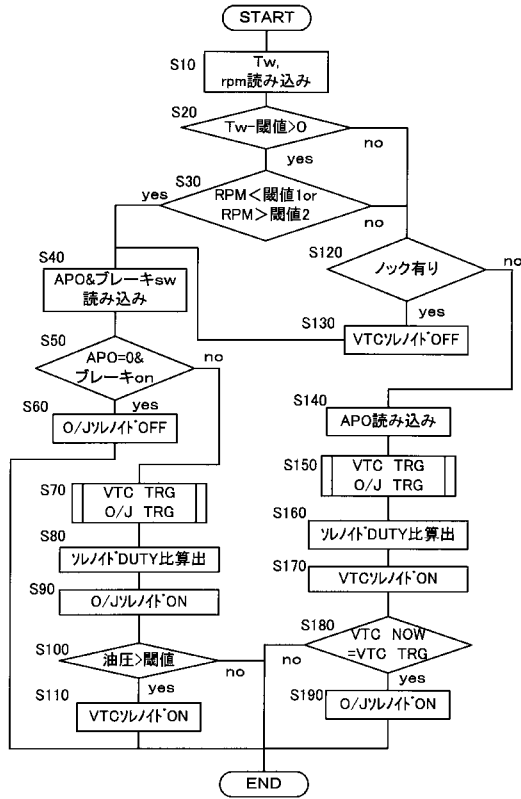 START
S10
Tw,
rpm読み込み
S20
Tw-閾値>0
no
yes
S30
yes
RPM<閾値1or
RPM>閾値2
no
S40
APO&ブレーキsw
読み込み
S120
ノック有り
no
yes
S130
VTCソレノイドOFF
S50
APO=0&
ブレーキon
no
yes
S60
O/JソレノイドOFF
S140
APO読み込み
S150
VTC TRG
O/J TRG
S70
VTC TRG
O/J TRG
S160
ソレノイドDUTY比算出
S80
ソレノイドDUTY比算出
S170
VTCソレノイドON
S90
O/JソレノイドON
S180
VTC NOW
=VTC TRG
no
yes
S100
油圧>閾値
no
yes
S190
O/JソレノイドON
S110
VTCソレノイドON
END